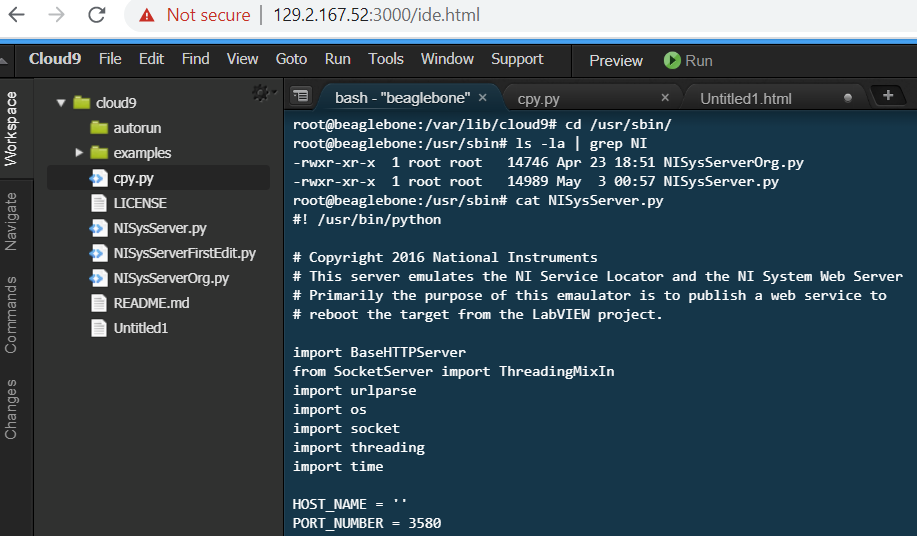 Not secure | 129.2.167.52:3000/ide.html
Cloud9 File Edit Find View Goto Run Tools Window Support Preview Run
Workspace
Navigate
Commands
Changes
cloud9
autorun
examples
cpy.py
LICENSE
NISysServer.py
NISysServerFirstEdit.py
NISysServerOrg.py
README.md
Untitled1
bash - "beaglebone" × cpy.py × Untitled1.html
root@beaglebone:/var/lib/cloud9# cd /usr/sbin/
root@beaglebone:/usr/sbin# ls -la | grep NI
-rwxr-xr-x 1 root root 14746 Apr 23 18:51 NISysServerOrg.py
-rwxr-xr-x 1 root root 14989 May 3 00:57 NISysServer.py
root@beaglebone:/usr/sbin# cat NISysServer.py
#! /usr/bin/python
# Copyright 2016 National Instruments
# This server emulates the NI Service Locator and the NI System Web Server
# Primarily the purpose of this emaulator is to publish a web service to
# reboot the target from the LabVIEW project.
import BaseHTTPServer
from SocketServer import ThreadingMixIn
import urlparse
import os
import socket
import threading
import time
HOST_NAME = ''
PORT_NUMBER = 3580